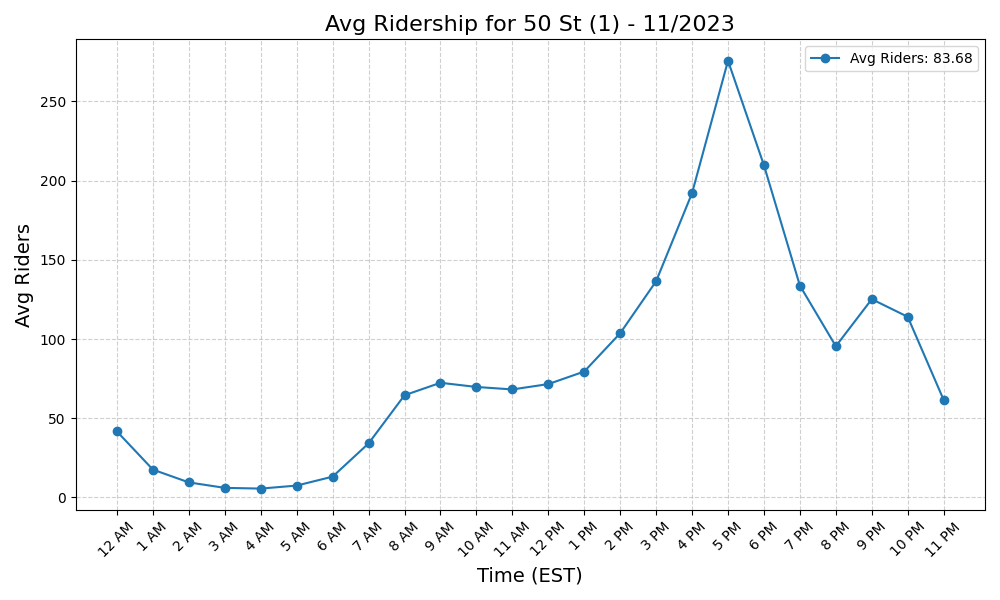 Avg Ridership for 50 St (1) - 11/2023
Avg Riders: 83.68
Avg Riders
250
200
150
100
50
0
12 AM
1 AM
2 AM
3 AM
4 AM
5 AM
6 AM
7 AM
8 AM
9 AM
10 AM
11 AM
12 PM
1 PM
2 PM
3 PM
4 PM
5 PM
6 PM
7 PM
8 PM
9 PM
10 PM
11 PM
Time (EST)